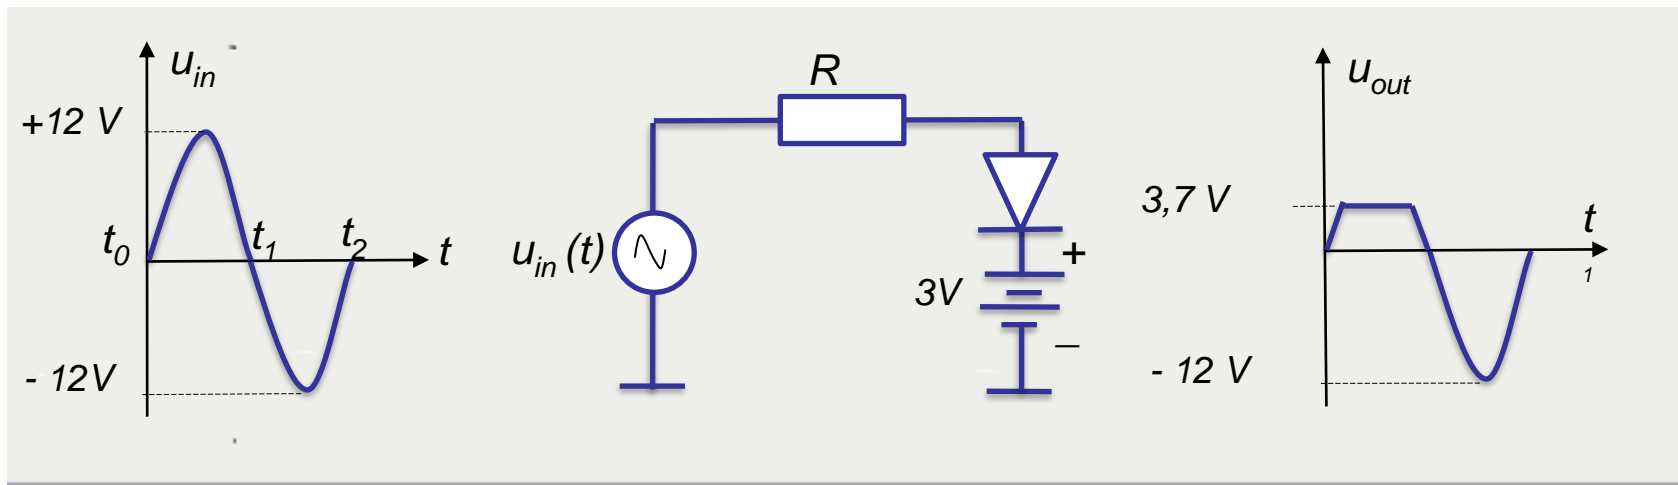 u_in
+12 V
t_0
t_1
t_2
t
- 12V
R
u_in (t)
+
3V
–
u_out
3,7 V
t
1
- 12 V